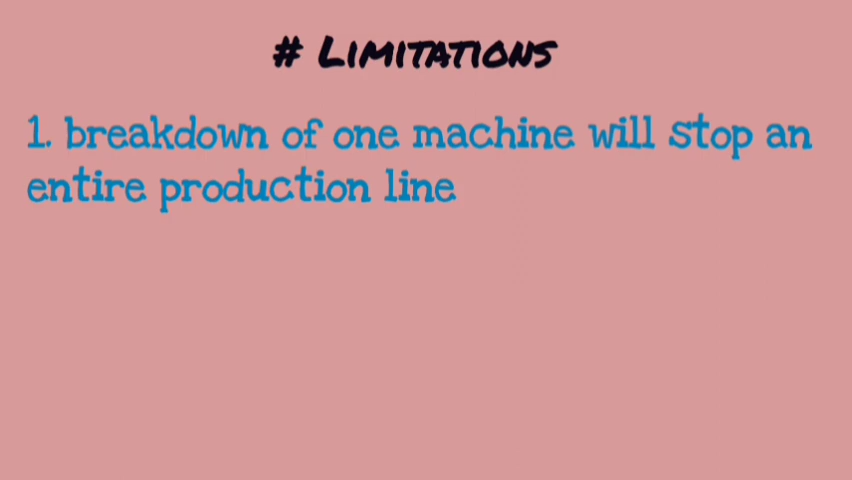 # Limitations
1. breakdown of one machine will stop an
entire production line